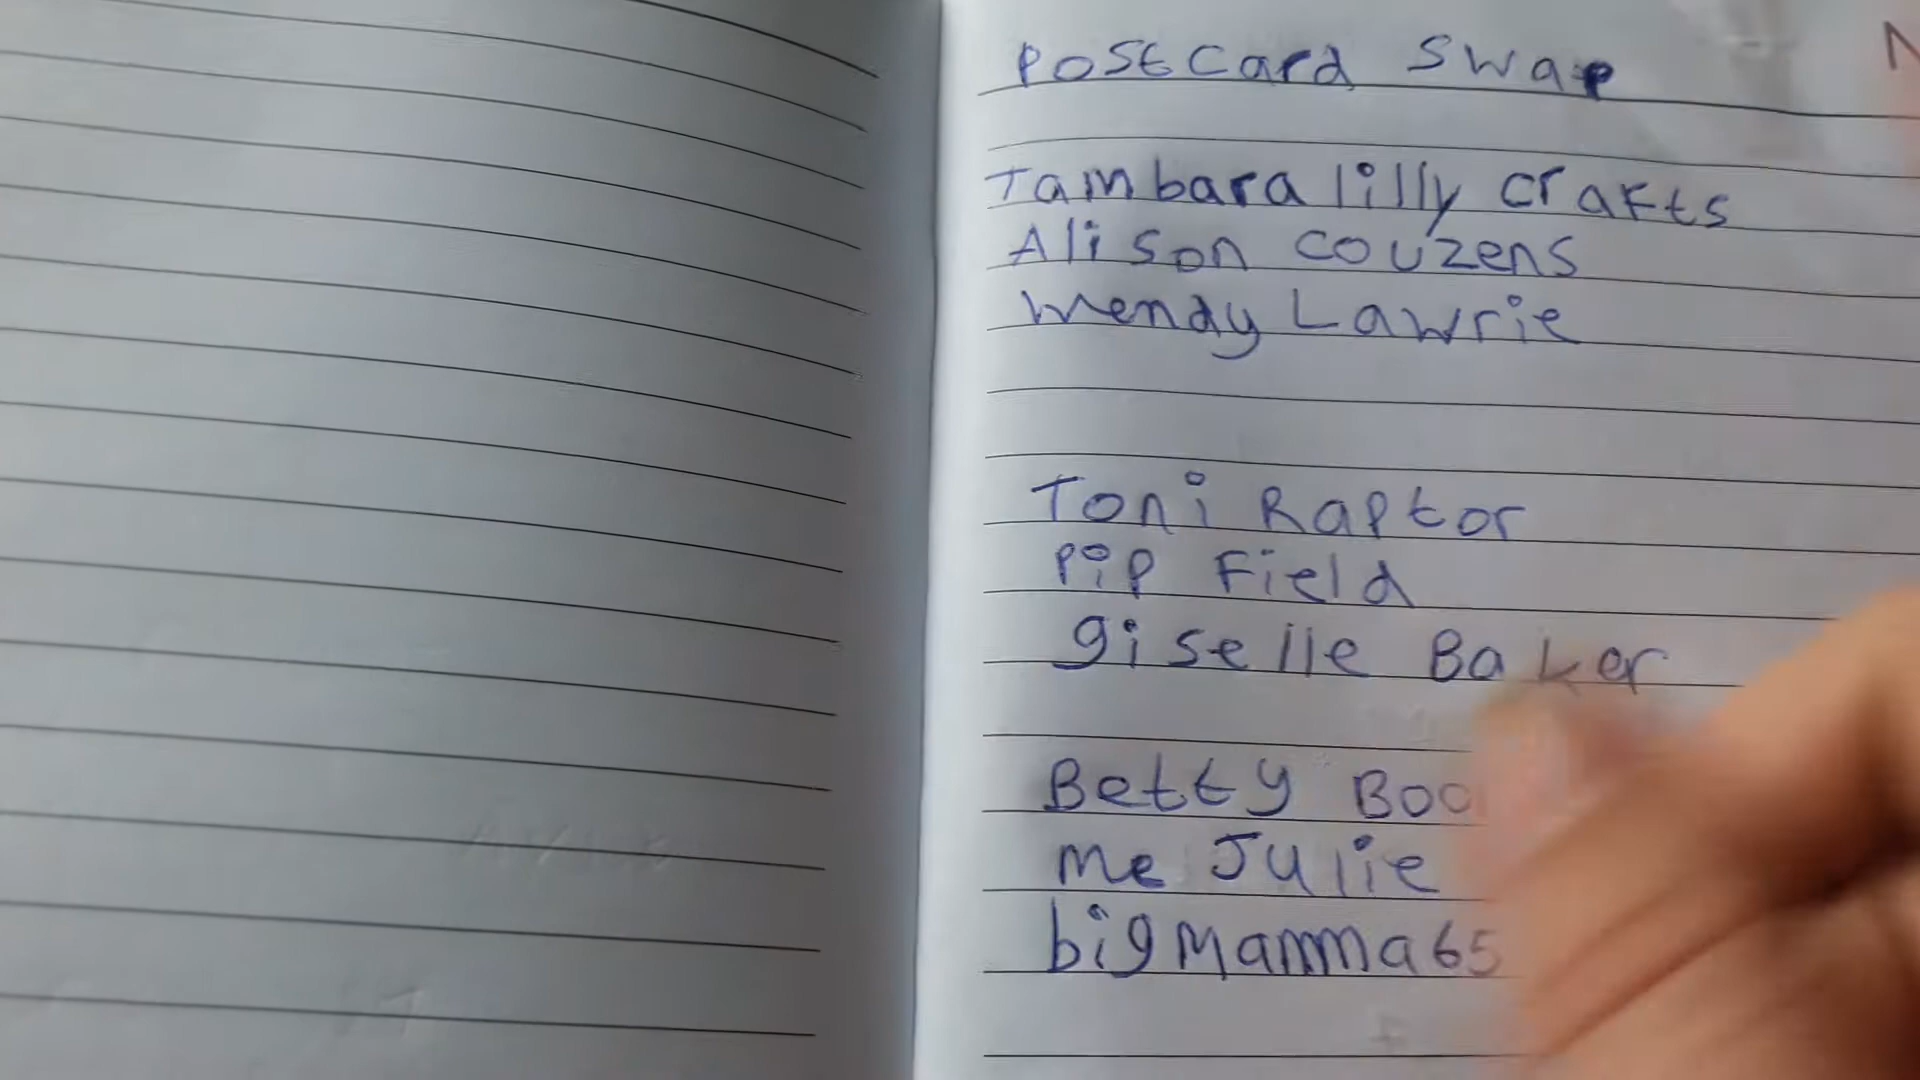 Postcard Swap
Tambara lilly crafts
Alison couzens
Wendy Lawrie
Toni Raptor
Pip Field
giselle Baker
Betty
Me Julie
bigMamma65